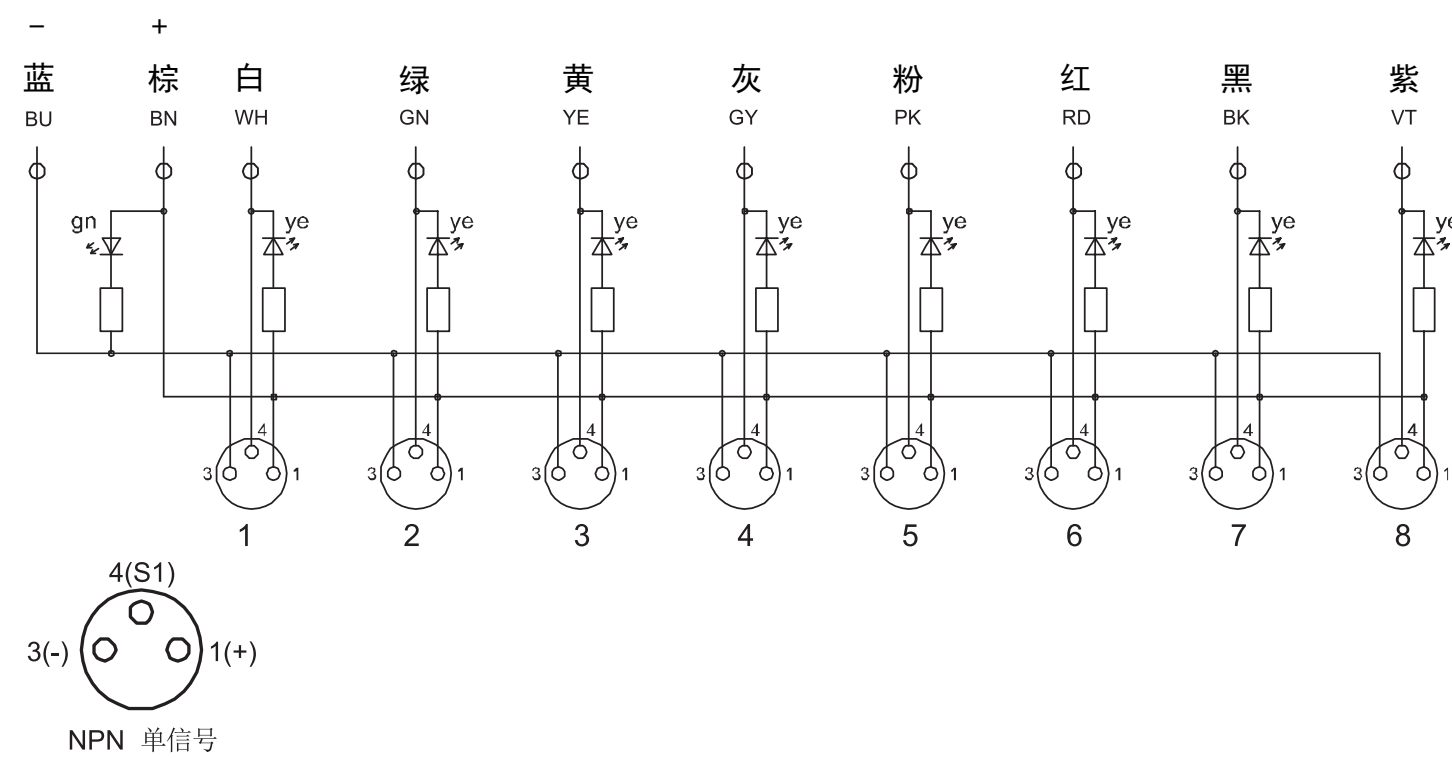 − +
蓝 棕 白 绿 黄 灰 粉 红 黑 紫
BU BN WH GN YE GY PK RD BK VT
gn ye ye ye ye ye ye ye ye
4 4 4 4 4 4 4 4
3 1 3 1 3 1 3 1 3 1 3 1 3 1 3 1
1 2 3 4 5 6 7 8
4(S1)
3(-) 1(+)
NPN 单信号